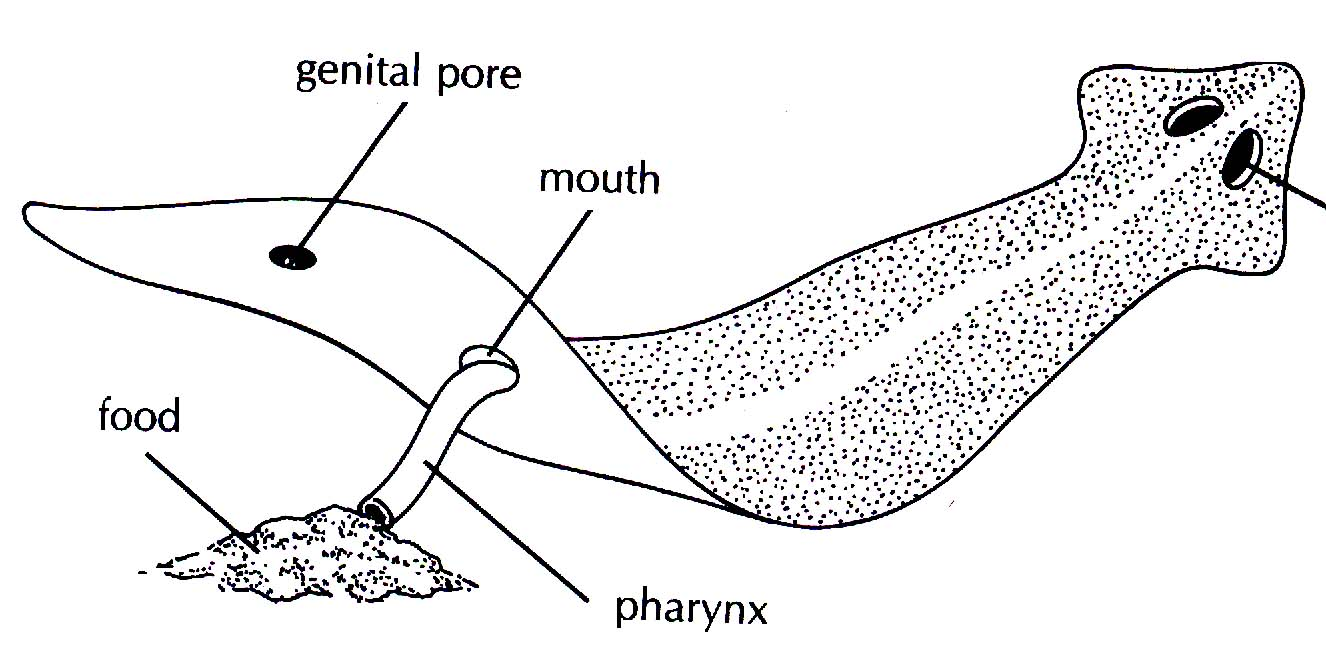 genital pore
mouth
food
pharynx